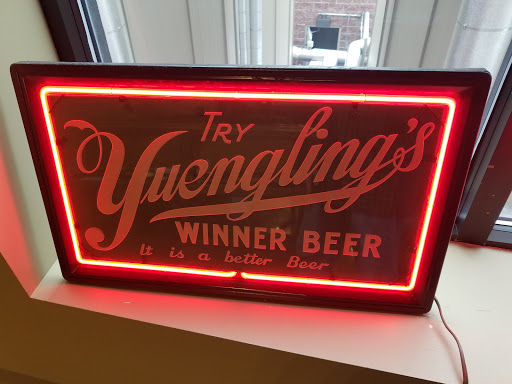 TRY
Yuengling's
WINNER BEER
It is a better Beer